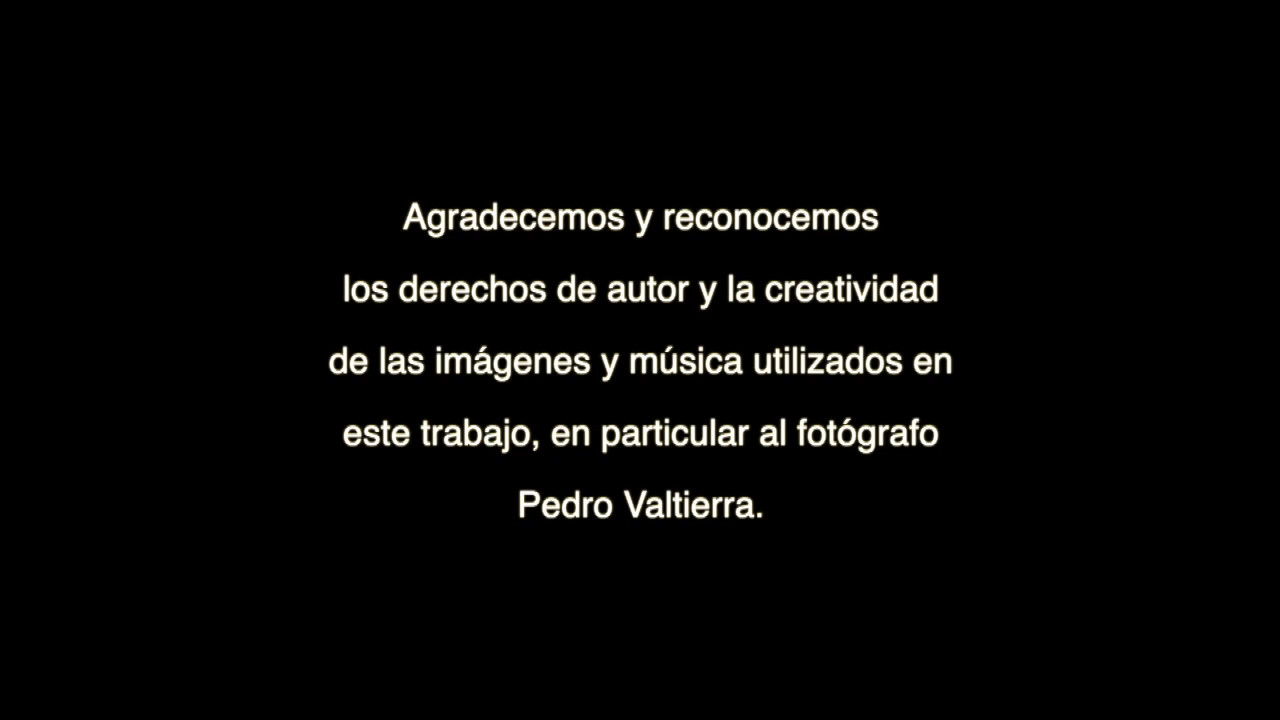 Agradecemos y reconocemos
los derechos de autor y la creatividad
de las imágenes y música utilizados en
este trabajo, en particular al fotógrafo
Pedro Valtierra.